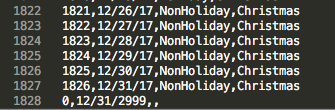 1822 1821,12/26/17,NonHoliday,Christmas
1823 1822,12/27/17,NonHoliday,Christmas
1824 1823,12/28/17,NonHoliday,Christmas
1825 1824,12/29/17,NonHoliday,Christmas
1826 1825,12/30/17,NonHoliday,Christmas
1827 1826,12/31/17,NonHoliday,Christmas
1828 0,12/31/2999,,